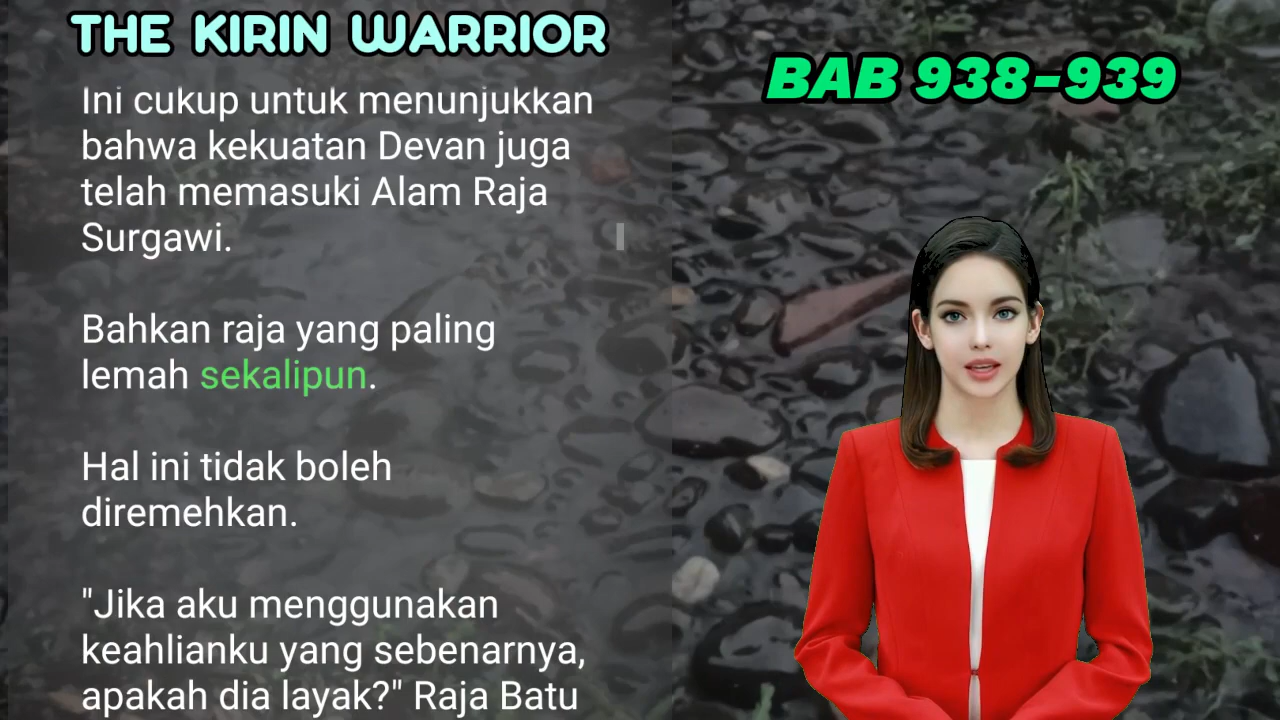 THE KIRIN WARRIOR
BAB 938-939
Ini cukup untuk menunjukkan
bahwa kekuatan Devan juga
telah memasuki Alam Raja
Surgawi.
Bahkan raja yang paling
lemah sekalipun.
Hal ini tidak boleh
diremehkan.
"Jika aku menggunakan
keahlianku yang sebenarnya,
apakah dia layak?" Raja Batu